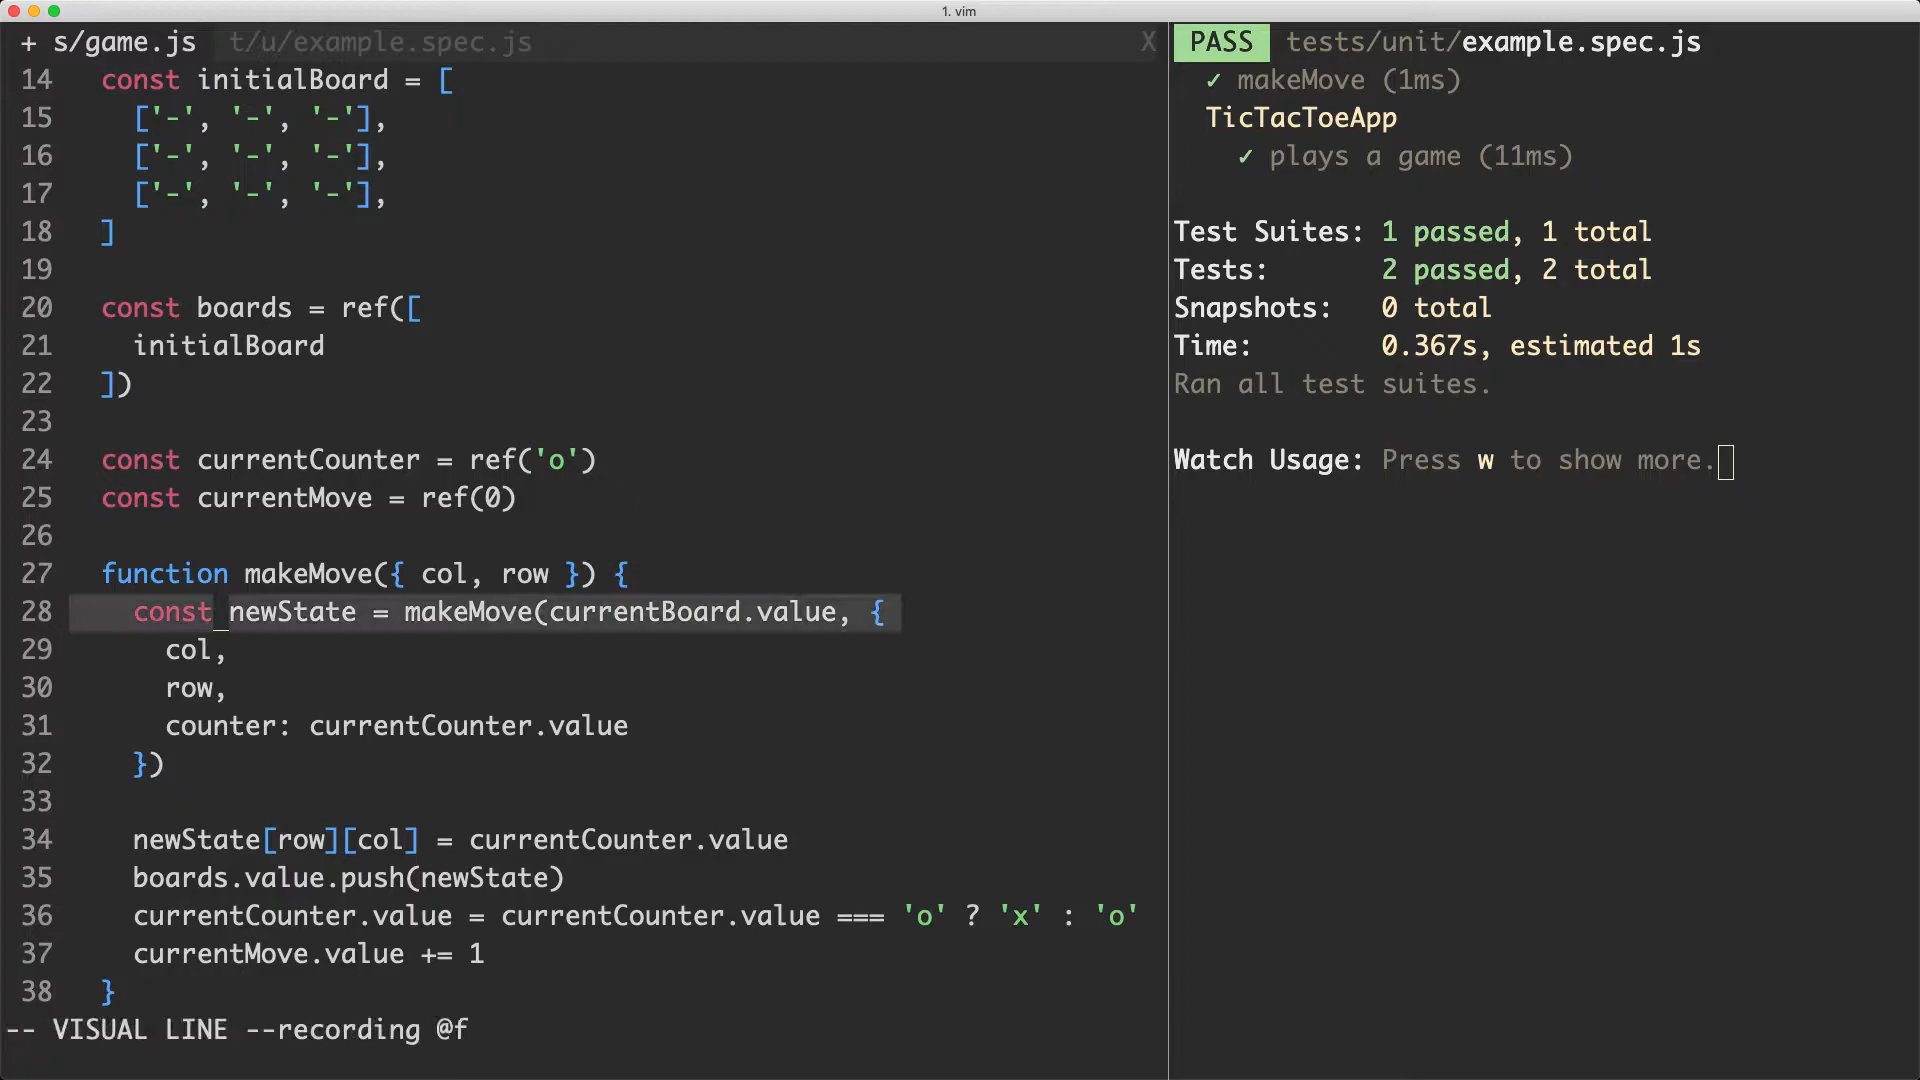 1. vim
+ s/game.js t/u/example.spec.js X
14 const initialBoard = [
15 ['-', '-', '-'],
16 ['-', '-', '-'],
17 ['-', '-', '-'],
18 ]
19
20 const boards = ref([
21 initialBoard
22 ])
23
24 const currentCounter = ref('o')
25 const currentMove = ref(0)
26
27 function makeMove({ col, row }) {
28 const newState = makeMove(currentBoard.value, {
29 col,
30 row,
31 counter: currentCounter.value
32 })
33
34 newState[row][col] = currentCounter.value
35 boards.value.push(newState)
36 currentCounter.value = currentCounter.value === 'o' ? 'x' : 'o'
37 currentMove.value += 1
38 }
-- VISUAL LINE --recording @f
PASS tests/unit/example.spec.js
✓ makeMove (1ms)
TicTacToeApp
✓ plays a game (11ms)
Test Suites: 1 passed, 1 total
Tests: 2 passed, 2 total
Snapshots: 0 total
Time: 0.367s, estimated 1s
Ran all test suites.
Watch Usage: Press w to show more.